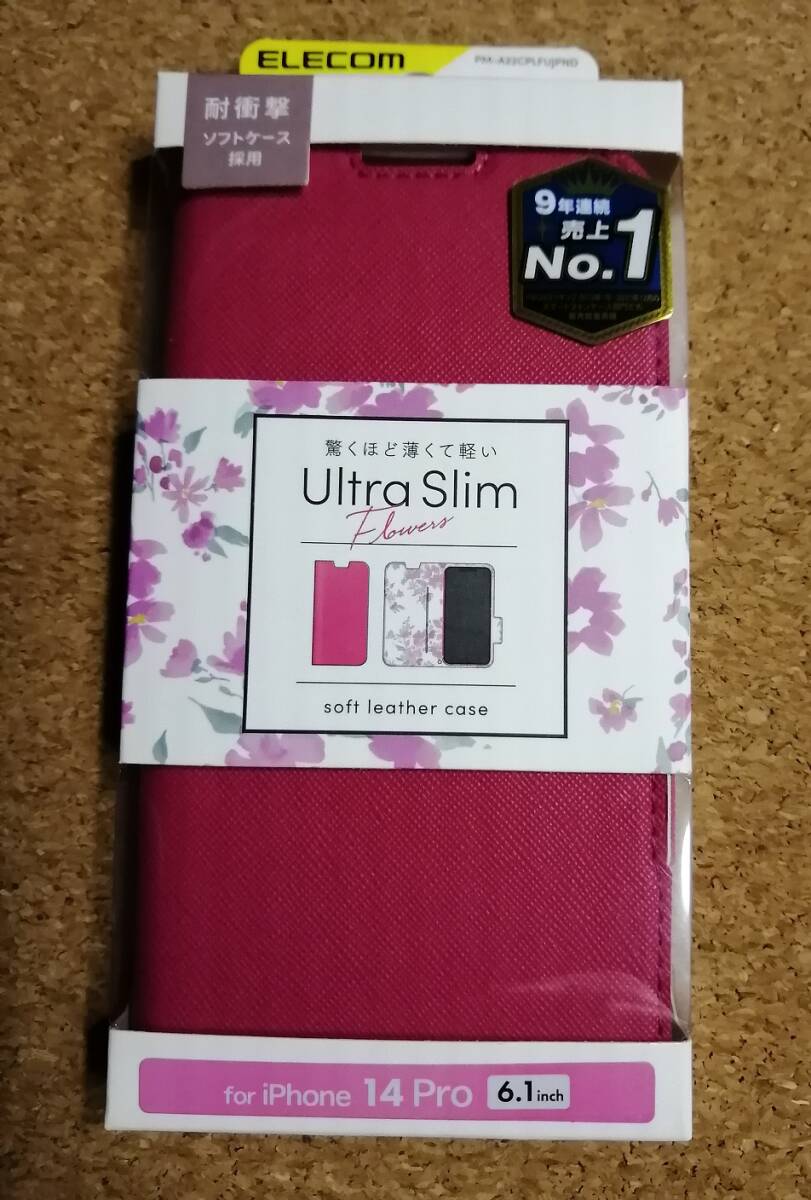 ELECOM
PM-A22CPLFUJPND
耐衝撃
ソフトケース
採用
9年連続
売上
No.1
驚くほど薄くて軽い
Ultra Slim
Flowers
soft leather case
for iPhone 14 Pro 6.1inch